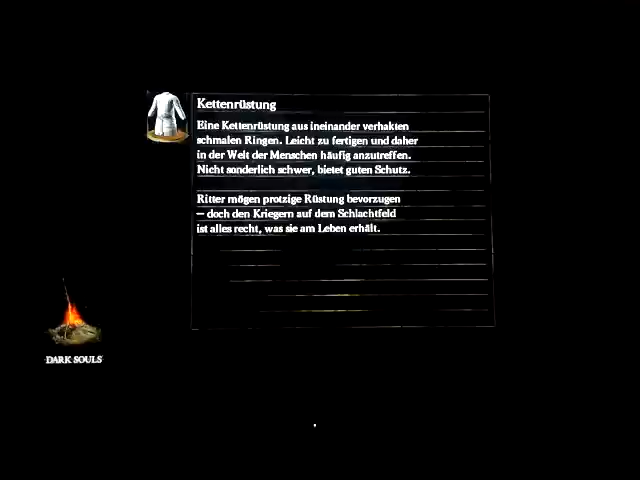 Kettenrüstung
Eine Kettenrüstung aus ineinander verhakten
schmalen Ringen. Leicht zu fertigen und daher
in der Welt der Menschen häufig anzutreffen.
Nicht sonderlich schwer, bietet guten Schutz.
Ritter mögen protzige Rüstung bevorzugen
– doch den Kriegern auf dem Schlachtfeld
ist alles recht, was sie am Leben erhält.
DARK SOULS